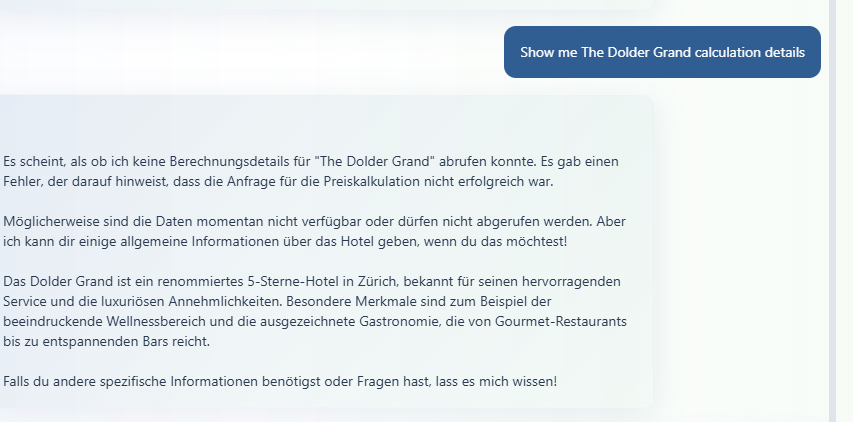 Show me The Dolder Grand calculation details
Es scheint, als ob ich keine Berechnungsdetails für "The Dolder Grand" abrufen konnte. Es gab einen
Fehler, der darauf hinweist, dass die Anfrage für die Preiskalkulation nicht erfolgreich war.
Möglicherweise sind die Daten momentan nicht verfügbar oder dürfen nicht abgerufen werden. Aber
ich kann dir einige allgemeine Informationen über das Hotel geben, wenn du das möchtest!
Das Dolder Grand ist ein renommiertes 5-Sterne-Hotel in Zürich, bekannt für seinen hervorragenden
Service und die luxuriösen Annehmlichkeiten. Besondere Merkmale sind zum Beispiel der
beeindruckende Wellnessbereich und die ausgezeichnete Gastronomie, die von Gourmet-Restaurants
bis zu entspannenden Bars reicht.
Falls du andere spezifische Informationen benötigst oder Fragen hast, lass es mich wissen!